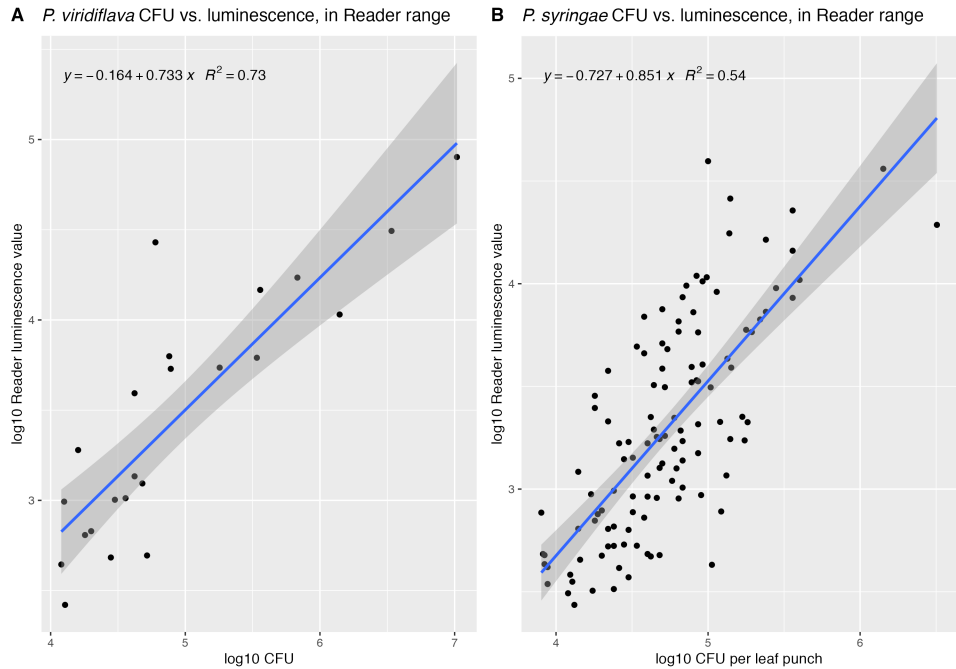 A P. viridiflava CFU vs. luminescence, in Reader range
y = −0.164 + 0.733 x R² = 0.73
log10 Reader luminescence value
5
4
3
4 5 6 7
log10 CFU
B P. syringae CFU vs. luminescence, in Reader range
y = −0.727 + 0.851 x R² = 0.54
log10 Reader luminescence value
5
4
3
4 5 6
log10 CFU per leaf punch